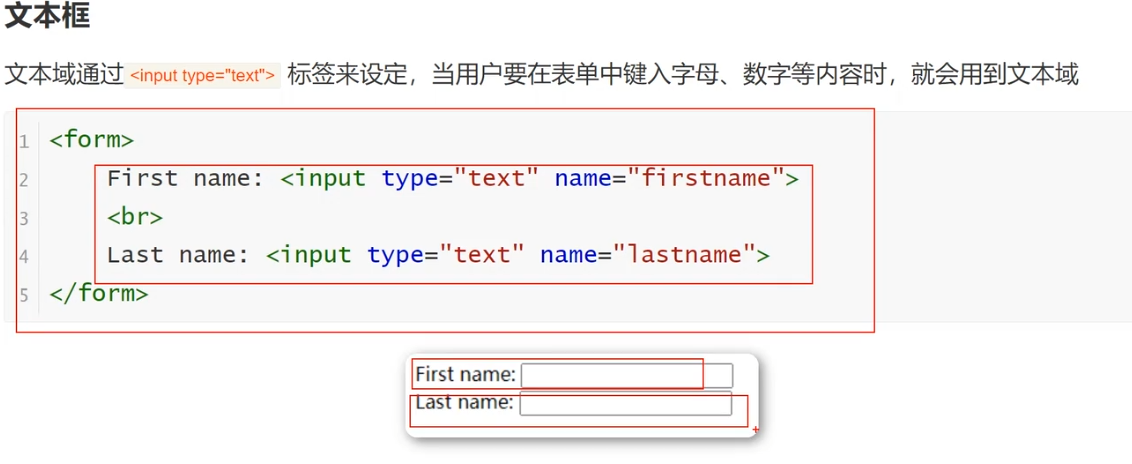 文本框
文本域通过<input type="text"> 标签来设定，当用户要在表单中键入字母、数字等内容时，就会用到文本域
1 <form>
2 First name: <input type="text" name="firstname">
3 <br>
4 Last name: <input type="text" name="lastname">
5 </form>
First name:
Last name: